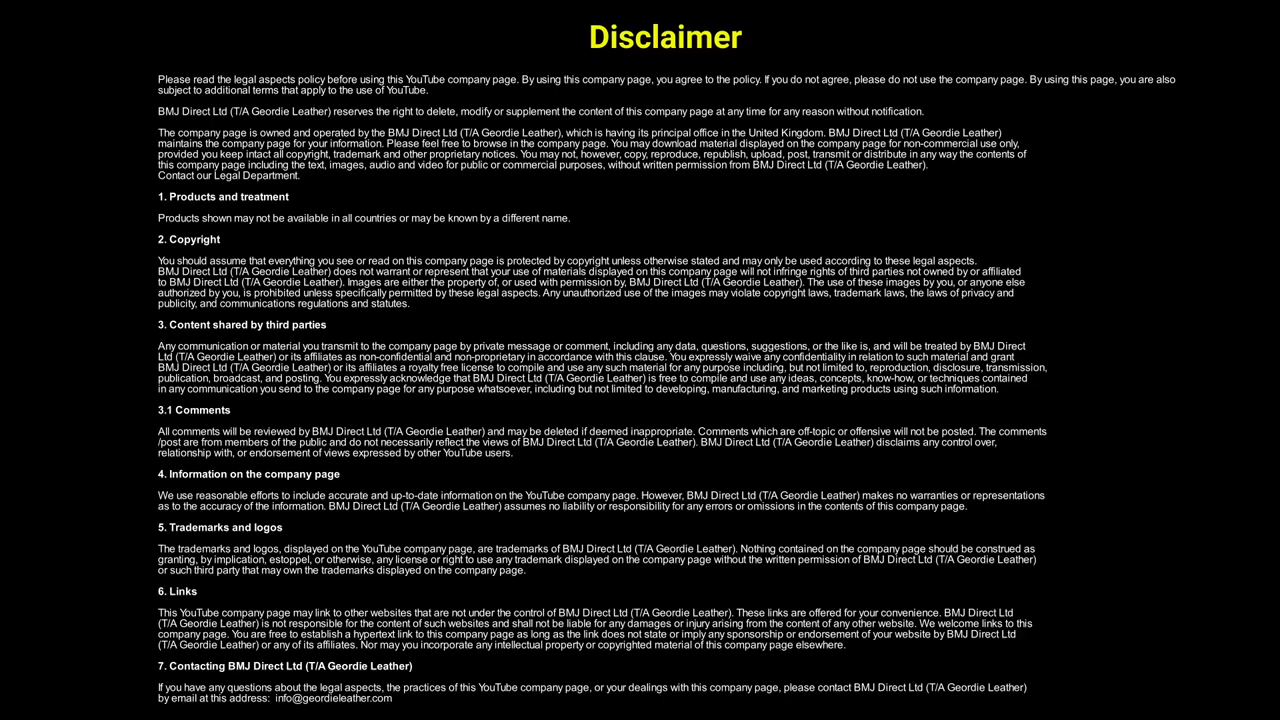 Disclaimer
Please read the legal aspects policy before using this YouTube company page. By using this company page, you agree to the policy. If you do not agree, please do not use the company page. By using this page, you are also
subject to additional terms that apply to the use of YouTube.
BMJ Direct Ltd (T/A Geordie Leather) reserves the right to delete, modify or supplement the content of this company page at any time for any reason without notification.
The company page is owned and operated by the BMJ Direct Ltd (T/A Geordie Leather), which is having its principal office in the United Kingdom. BMJ Direct Ltd (T/A Geordie Leather)
maintains the company page for your information. Please feel free to browse in the company page. You may download material displayed on the company page for non-commercial use only,
provided you keep intact all copyright, trademark and other proprietary notices. You may not, however, copy, reproduce, republish, upload, post, transmit or distribute in any way the contents of
this company page including the text, images, audio and video for public or commercial purposes, without written permission from BMJ Direct Ltd (T/A Geordie Leather).
Contact our Legal Department.
1. Products and treatment
Products shown may not be available in all countries or may be known by a different name.
2. Copyright
You should assume that everything you see or read on this company page is protected by copyright unless otherwise stated and may only be used according to these legal aspects.
BMJ Direct Ltd (T/A Geordie Leather) does not warrant or represent that your use of materials displayed on this company page will not infringe rights of third parties not owned by or affiliated
to BMJ Direct Ltd (T/A Geordie Leather). Images are either the property of, or used with permission by, BMJ Direct Ltd (T/A Geordie Leather). The use of these images by you, or anyone else
authorized by you, is prohibited unless specifically permitted by these legal aspects. Any unauthorized use of the images may violate copyright laws, trademark laws, the laws of privacy and
publicity, and communications regulations and statutes.
3. Content shared by third parties
Any communication or material you transmit to the company page by private message or comment, including any data, questions, suggestions, or the like is, and will be treated by BMJ Direct
Ltd (T/A Geordie Leather) or its affiliates as non-confidential and non-proprietary in accordance with this clause. You expressly waive any confidentiality in relation to such material and grant
BMJ Direct Ltd (T/A Geordie Leather) or its affiliates a royalty free license to compile and use any such material for any purpose including, but not limited to, reproduction, disclosure, transmission,
publication, broadcast, and posting. You expressly acknowledge that BMJ Direct Ltd (T/A Geordie Leather) is free to compile and use any ideas, concepts, know-how, or techniques contained
in any communication you send to the company page for any purpose whatsoever, including but not limited to developing, manufacturing, and marketing products using such information.
3.1 Comments
All comments will be reviewed by BMJ Direct Ltd (T/A Geordie Leather) and may be deleted if deemed inappropriate. Comments which are off-topic or offensive will not be posted. The comments
/post are from members of the public and do not necessarily reflect the views of BMJ Direct Ltd (T/A Geordie Leather). BMJ Direct Ltd (T/A Geordie Leather) disclaims any control over,
relationship with, or endorsement of views expressed by other YouTube users.
4. Information on the company page
We use reasonable efforts to include accurate and up-to-date information on the YouTube company page. However, BMJ Direct Ltd (T/A Geordie Leather) makes no warranties or representations
as to the accuracy of the information. BMJ Direct Ltd (T/A Geordie Leather) assumes no liability or responsibility for any errors or omissions in the contents of this company page.
5. Trademarks and logos
The trademarks and logos, displayed on the YouTube company page, are trademarks of BMJ Direct Ltd (T/A Geordie Leather). Nothing contained on the company page should be construed as
granting, by implication, estoppel, or otherwise, any license or right to use any trademark displayed on the company page without the written permission of BMJ Direct Ltd (T/A Geordie Leather)
or such third party that may own the trademarks displayed on the company page.
6. Links
This YouTube company page may link to other websites that are not under the control of BMJ Direct Ltd (T/A Geordie Leather). These links are offered for your convenience. BMJ Direct Ltd
(T/A Geordie Leather) is not responsible for the content of such websites and shall not be liable for any damages or injury arising from the content of any other website. We welcome links to this
company page. You are free to establish a hypertext link to this company page as long as the link does not state or imply any sponsorship or endorsement of your website by BMJ Direct Ltd
(T/A Geordie Leather) or any of its affiliates. Nor may you incorporate any intellectual property or copyrighted material of this company page elsewhere.
7. Contacting BMJ Direct Ltd (T/A Geordie Leather)
If you have any questions about the legal aspects, the practices of this YouTube company page, or your dealings with this company page, please contact BMJ Direct Ltd (T/A Geordie Leather)
by email at this address: info@geordieleather.com